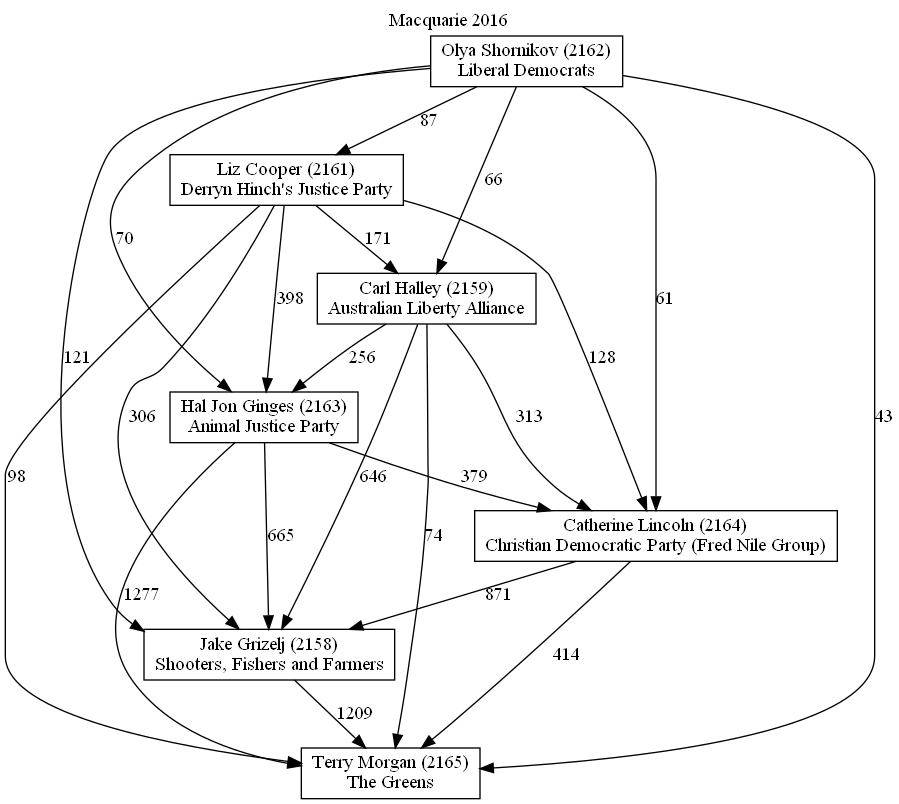 Macquarie 2016
Olya Shornikov (2162)
Liberal Democrats
87
Liz Cooper (2161)
Derryn Hinch's Justice Party
66
70
171
Carl Halley (2159)
Australian Liberty Alliance
398
61
121
256
128
306
Hal Jon Ginges (2163)
Animal Justice Party
313
43
98
646
379
Catherine Lincoln (2164)
Christian Democratic Party (Fred Nile Group)
665
74
1277
871
Jake Grizelj (2158)
Shooters, Fishers and Farmers
414
1209
Terry Morgan (2165)
The Greens